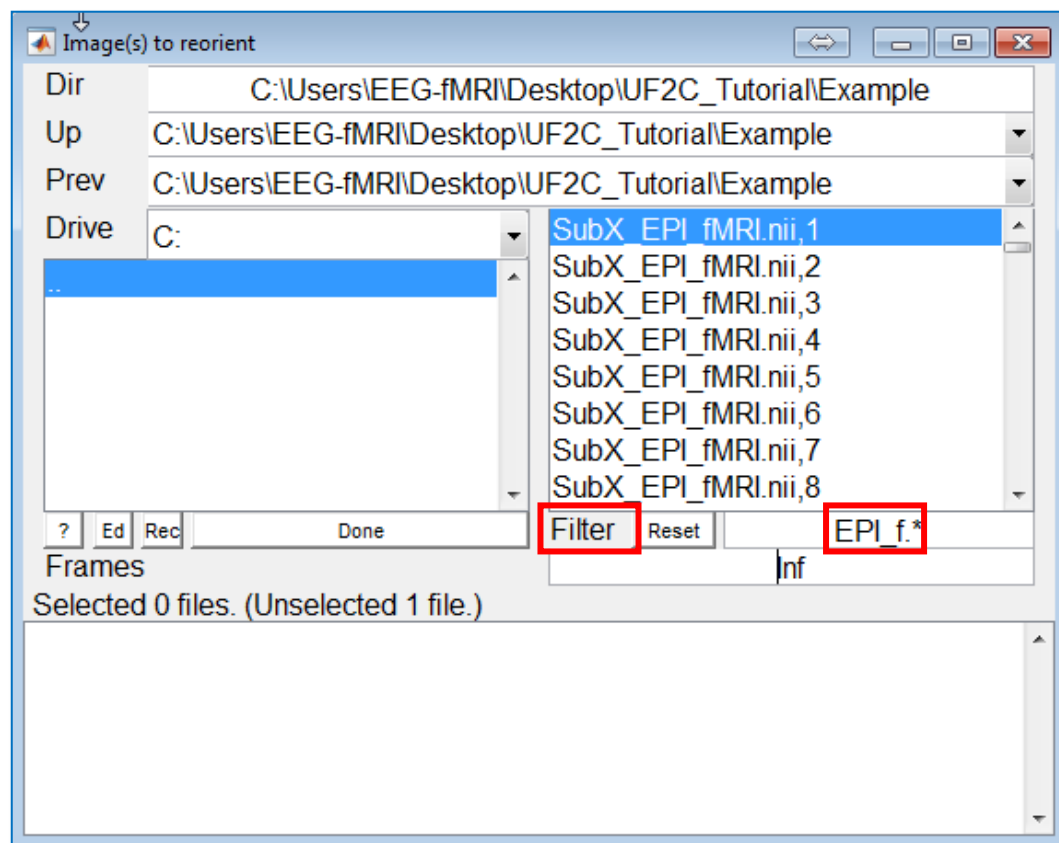 Image(s) to reorient
Dir C:\Users\EEG-fMRI\Desktop\UF2C_Tutorial\Example
Up C:\Users\EEG-fMRI\Desktop\UF2C_Tutorial\Example
Prev C:\Users\EEG-fMRI\Desktop\UF2C_Tutorial\Example
Drive C:
..
SubX_EPI_fMRI.nii,1
SubX_EPI_fMRI.nii,2
SubX_EPI_fMRI.nii,3
SubX_EPI_fMRI.nii,4
SubX_EPI_fMRI.nii,5
SubX_EPI_fMRI.nii,6
SubX_EPI_fMRI.nii,7
SubX_EPI_fMRI.nii,8
? Ed Rec Done Filter Reset EPI_f.*
Frames Inf
Selected 0 files. (Unselected 1 file.)